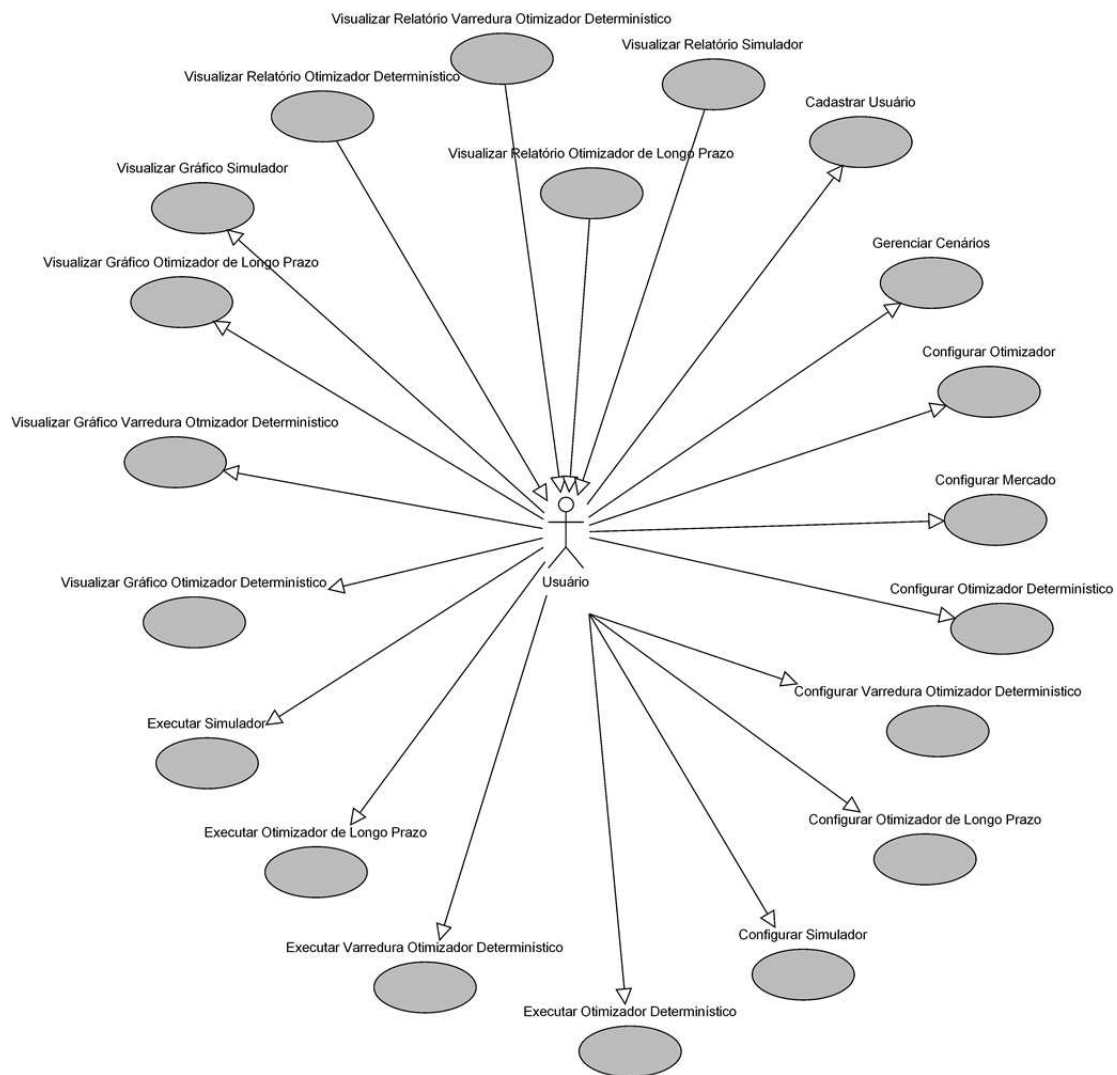 Visualizar Relatório Varredura Otimizador Determinístico
Visualizar Relatório Simulador
Visualizar Relatório Otimizador Determinístico
Cadastrar Usuário
Visualizar Relatório Otimizador de Longo Prazo
Visualizar Gráfico Simulador
Gerenciar Cenários
Visualizar Gráfico Otimizador de Longo Prazo
Configurar Otimizador
Visualizar Gráfico Varredura Otmizador Determinístico
Configurar Mercado
Visualizar Gráfico Otimizador Determinístico
Usuário
Configurar Otimizador Determinístico
Configurar Varredura Otimizador Determinístico
Executar Simulador
Configurar Otimizador de Longo Prazo
Executar Otimizador de Longo Prazo
Configurar Simulador
Executar Varredura Otimizador Determinístico
Executar Otimizador Determinístico